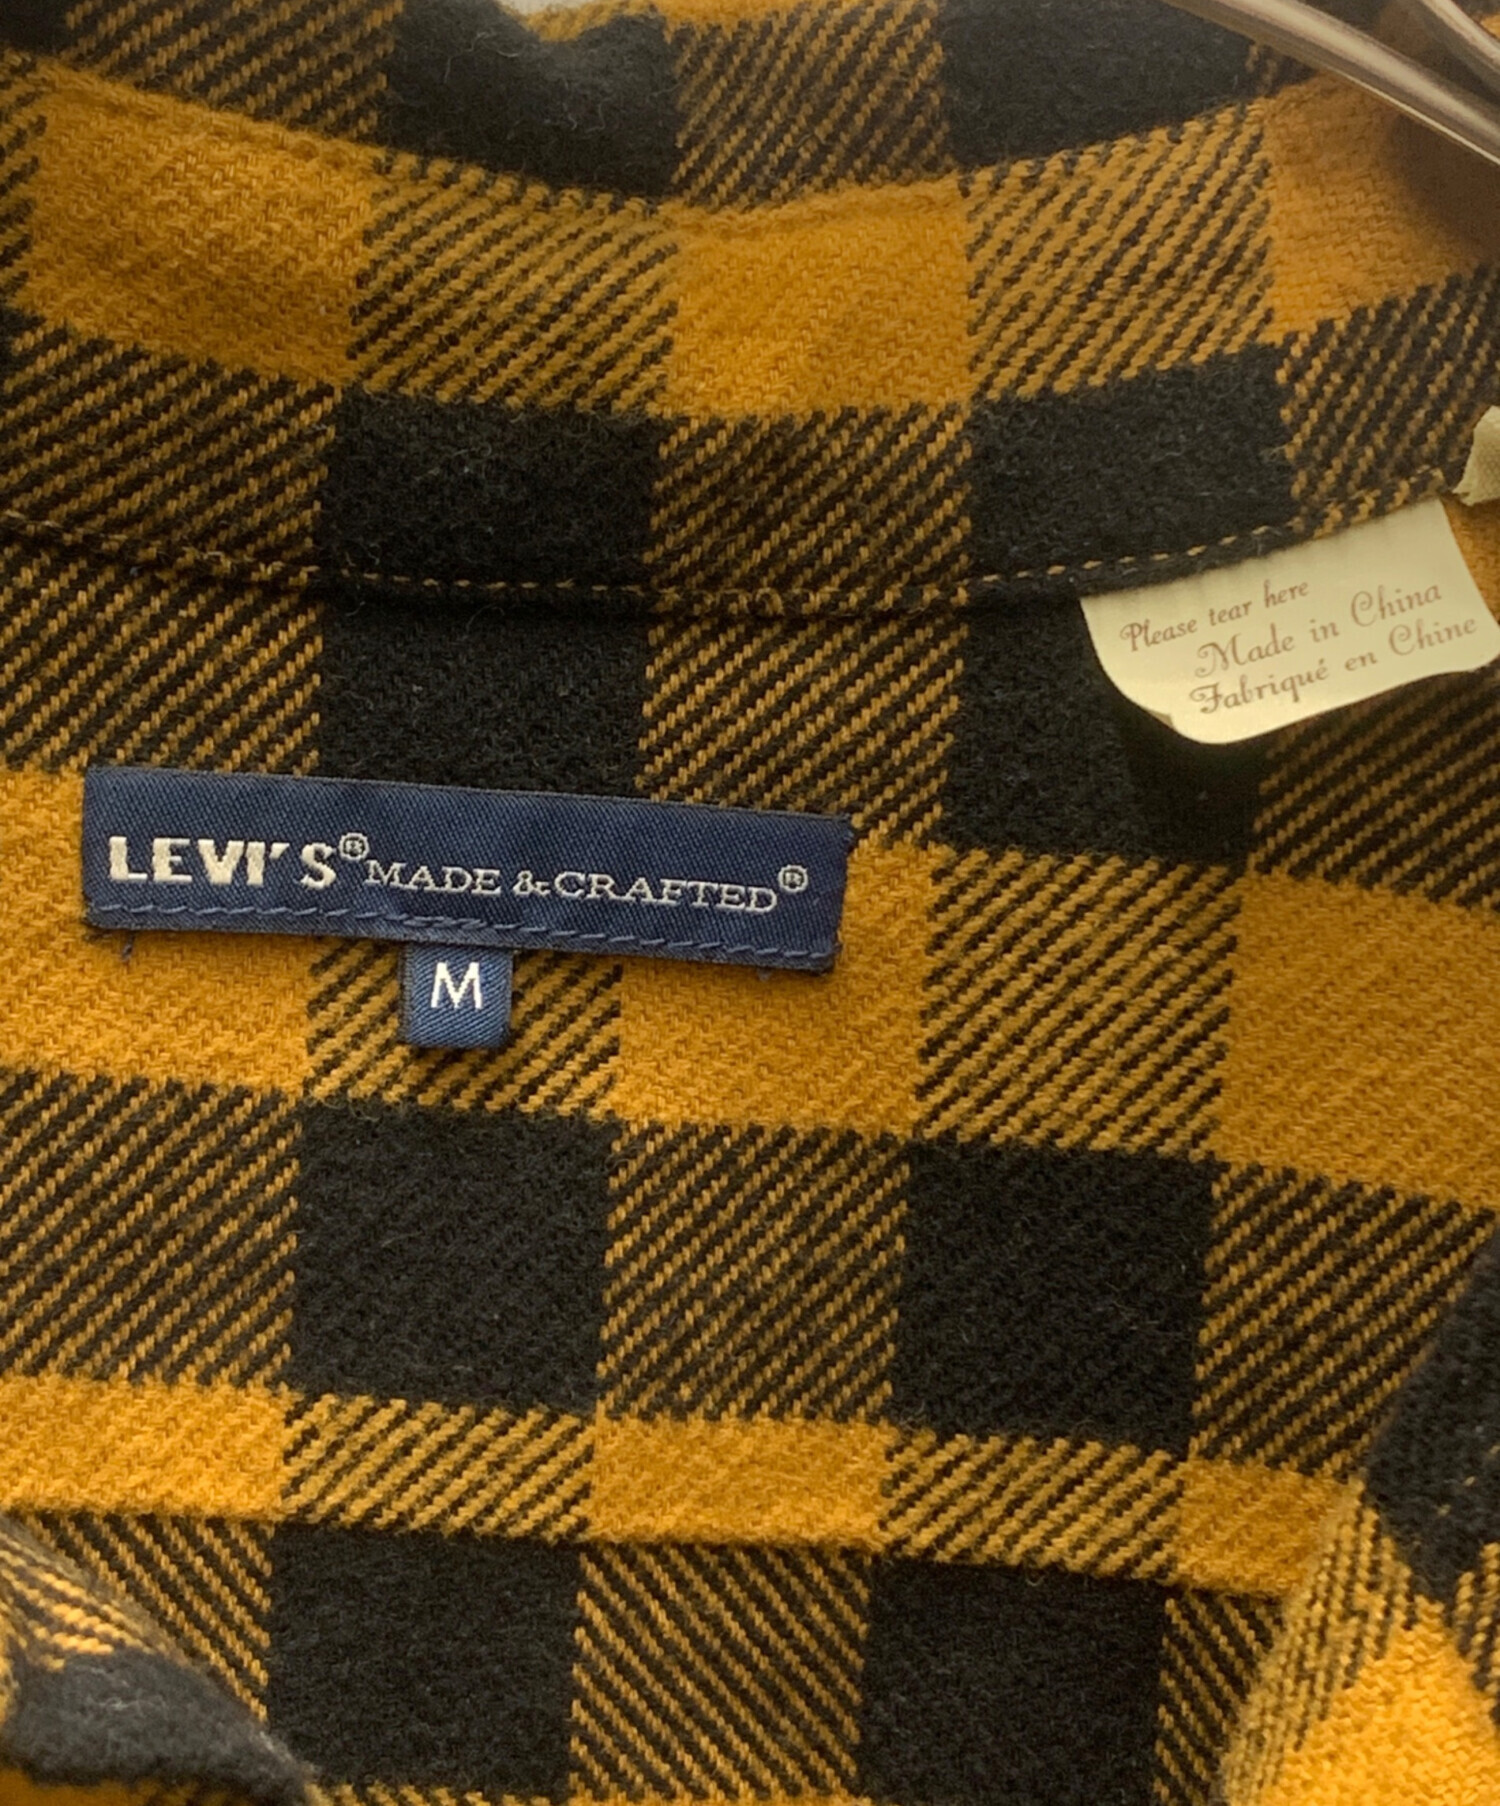 Please tear here
Made in China
Fabriqué en Chine
LEVI'S® MADE & CRAFTED®
M